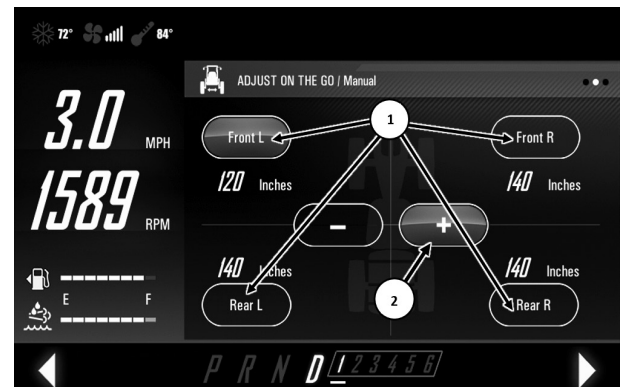 72° 84°
ADJUST ON THE GO / Manual
3.0 MPH
1589 RPM
E F
1
Front L
Front R
120 Inches
140 Inches
- +
140 Inches
140 Inches
Rear L
2
Rear R
P R N D 1 2 3 4 5 6